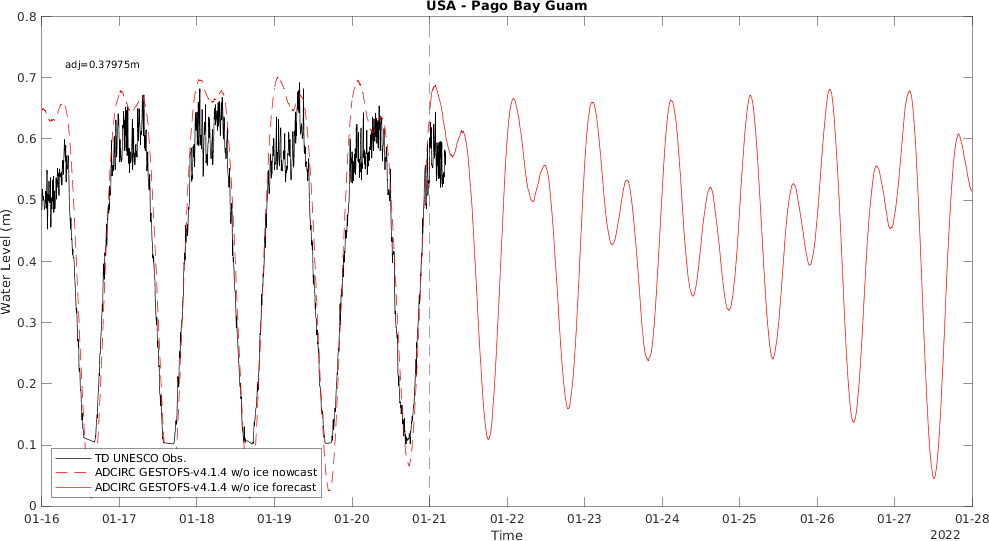 USA - Pago Bay Guam
adj=0.37975m
0.8
0.7
0.6
0.5
0.4
0.3
0.2
0.1
0
Water Level (m)
TD UNESCO Obs.
ADCIRC GESTOFS-v4.1.4 w/o ice nowcast
ADCIRC GESTOFS-v4.1.4 w/o ice forecast
01-16 01-17 01-18 01-19 01-20 01-21 01-22 01-23 01-24 01-25 01-26 01-27 01-28
Time
2022